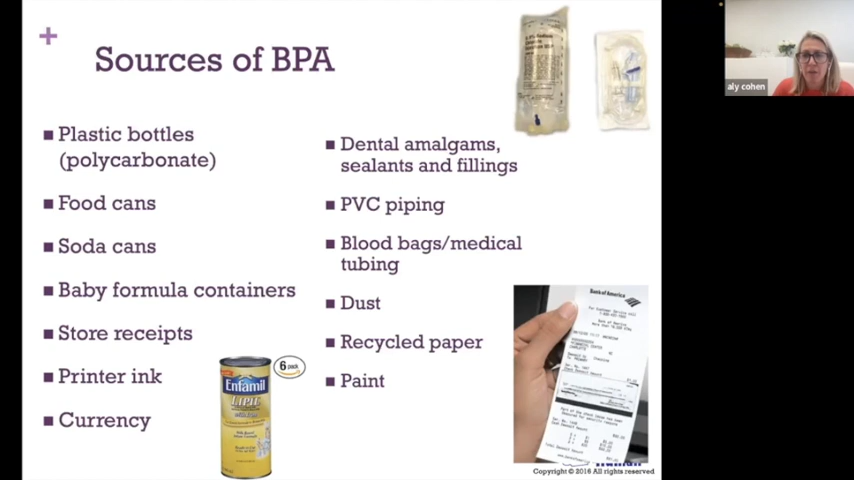 +
Sources of BPA
■ Plastic bottles
(polycarbonate)
■ Food cans
■ Soda cans
■ Baby formula containers
■ Store receipts
■ Printer ink
■ Currency
■ Dental amalgams,
sealants and fillings
■ PVC piping
■ Blood bags/medical
tubing
■ Dust
■ Recycled paper
■ Paint
6 pack
Enfamil
LIPIL
Bank of America
Copyright © 2016 All rights reserved.
aly cohen